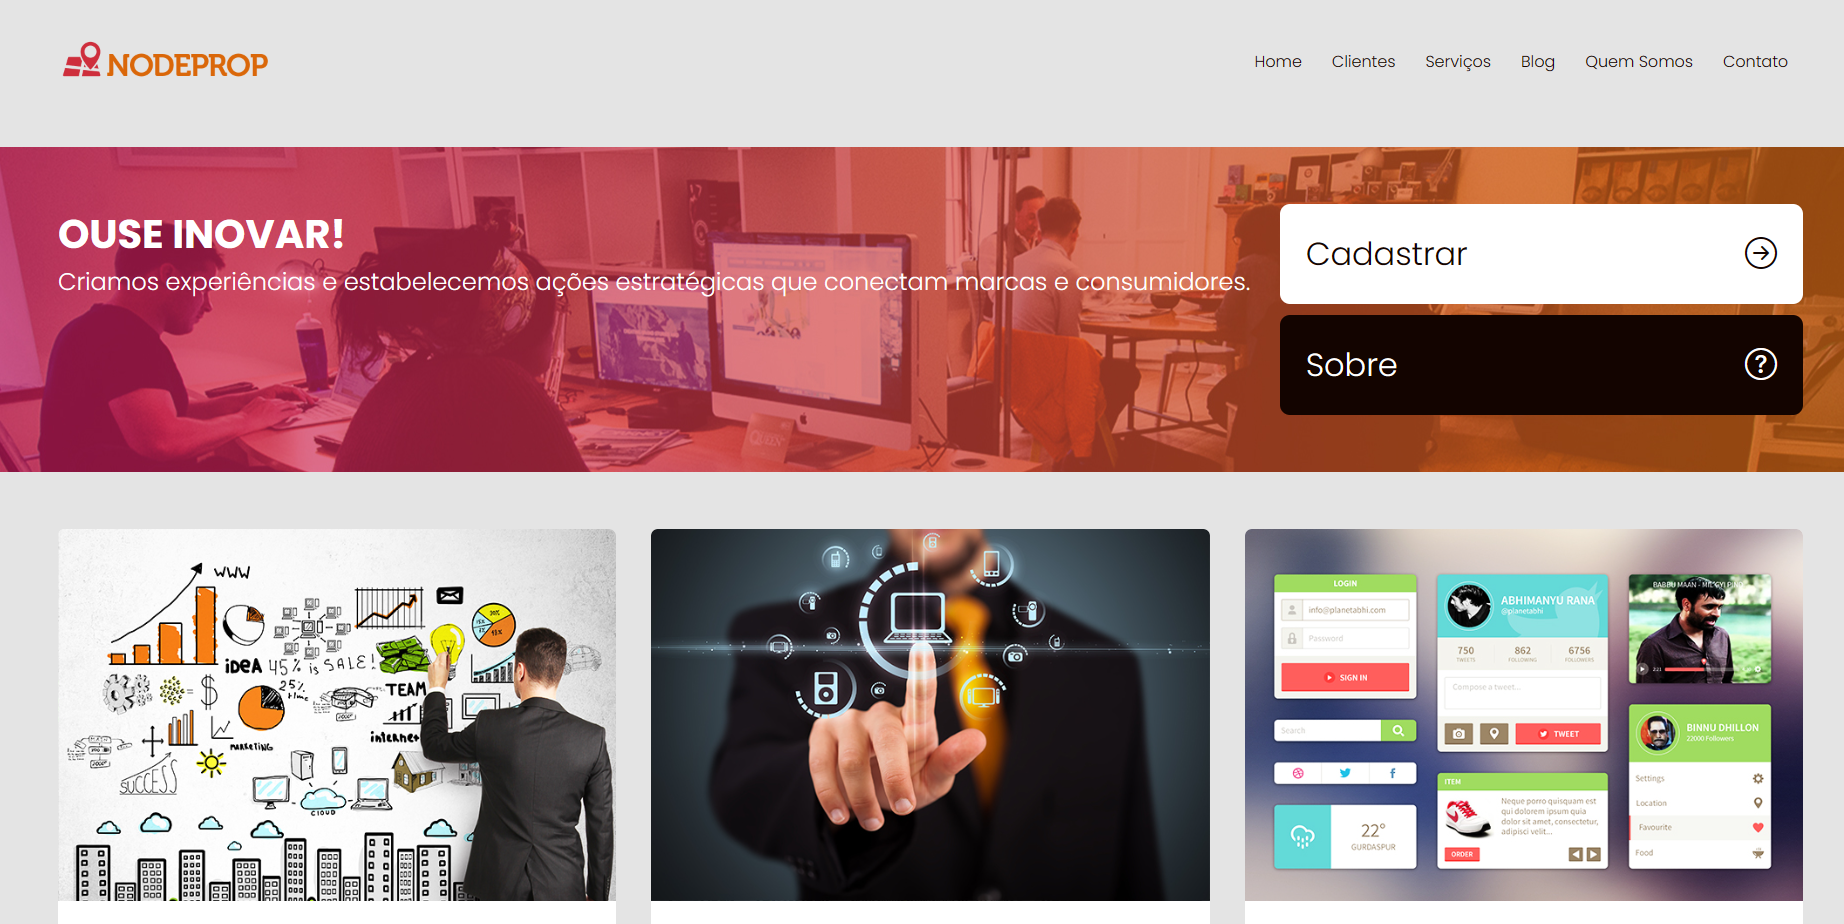 NODEPROP
Home Clientes Serviços Blog Quem Somos Contato
OUSE INOVAR!
Criamos experiências e estabelecemos ações estratégicas que conectam marcas e consumidores.
Cadastrar
Sobre
WWW
iDEA 45% is SALE!
25%
time
TEAM
internet
MARKETING
SUCCESS
CLOUD
LOGIN
info@planetabhi.com
Password
SIGN IN
Search
22°
GURDASPUR
ABHIMANYU RANA
@planetabhi
750 862 6756
TWEETS FOLLOWING FOLLOWERS
Compose a tweet...
TWEET
ITEM
Neque porro quisquam est
qui dolorem ipsum quia
dolor sit amet, consectetur,
adipisci velit...
ORDER
BABBU MAAN -
2:21
BINNU DHILLON
22000 Followers
Settings
Location
Favourite
Food